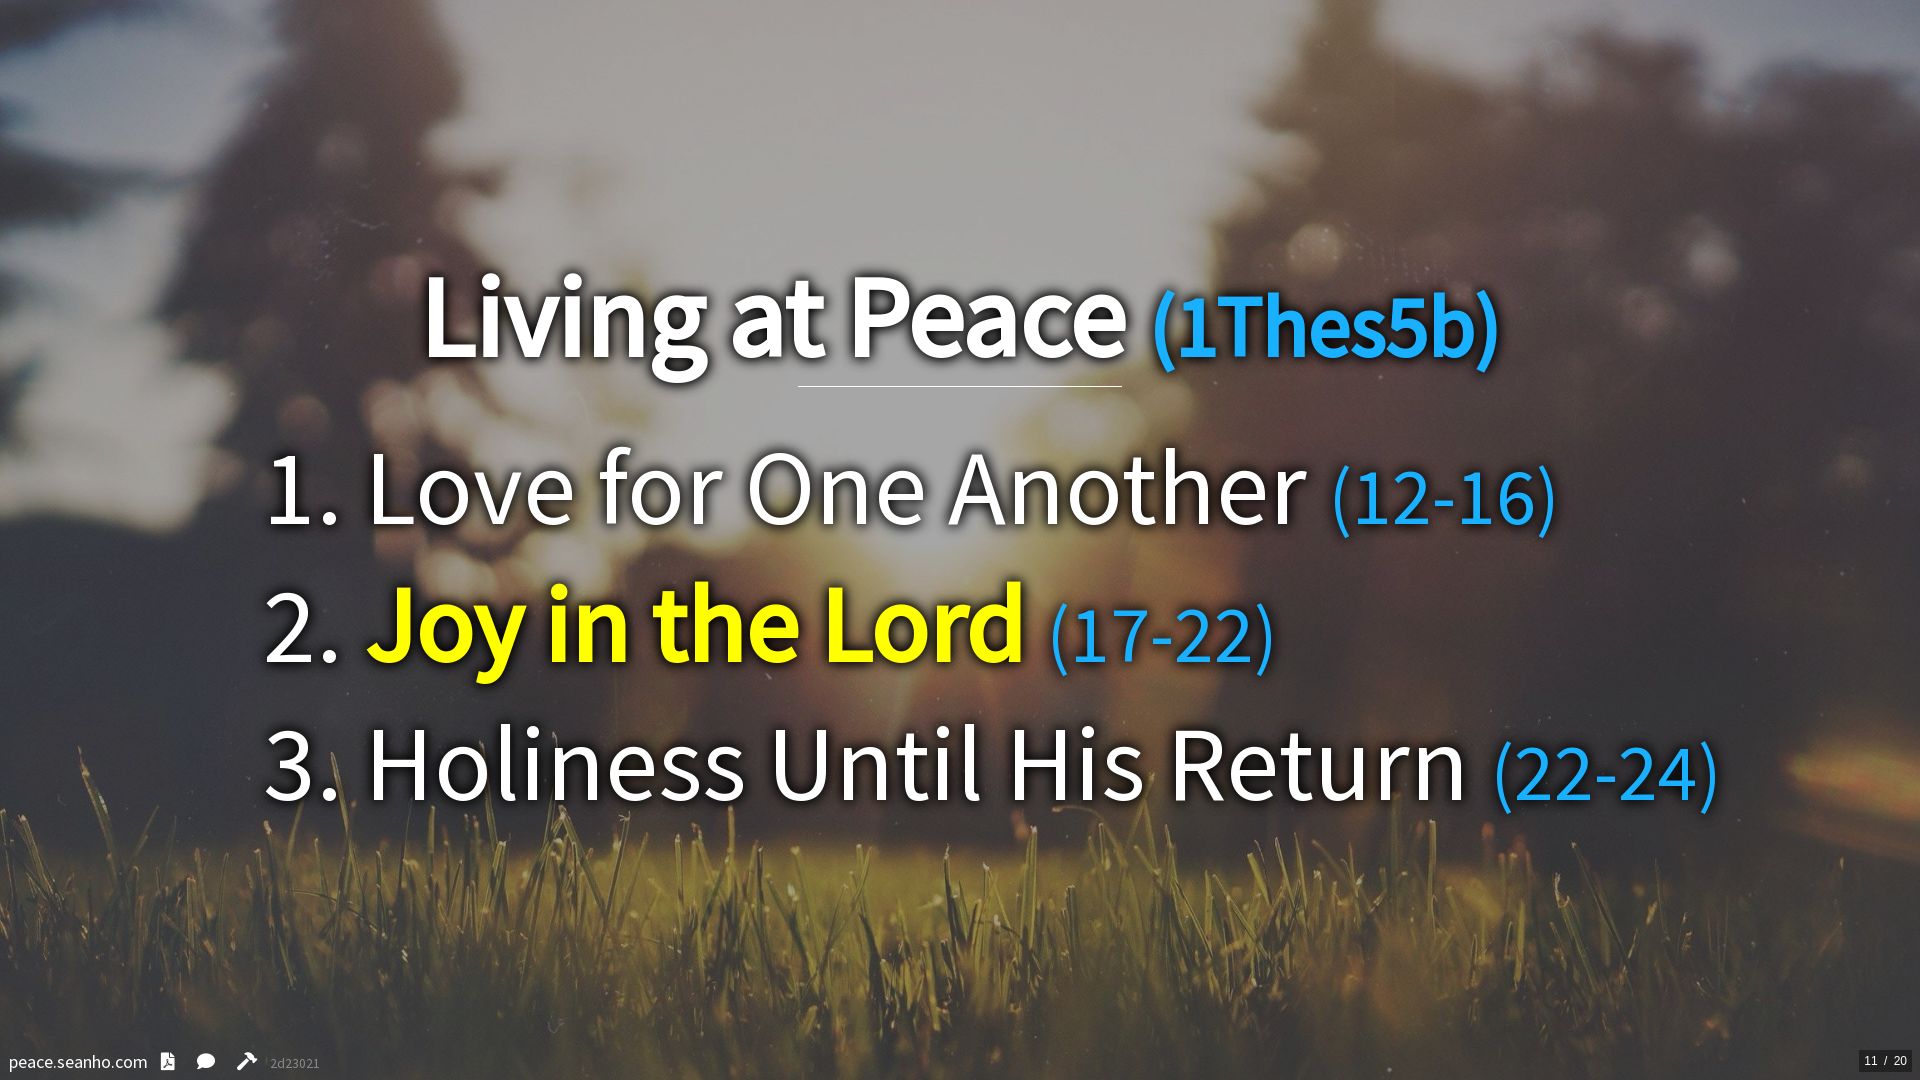 Living at Peace (1Thes5b)
1. Love for One Another (12-16)
2. Joy in the Lord (17-22)
3. Holiness Until His Return (22-24)
peace.seanho.com 2d23021
11 / 20